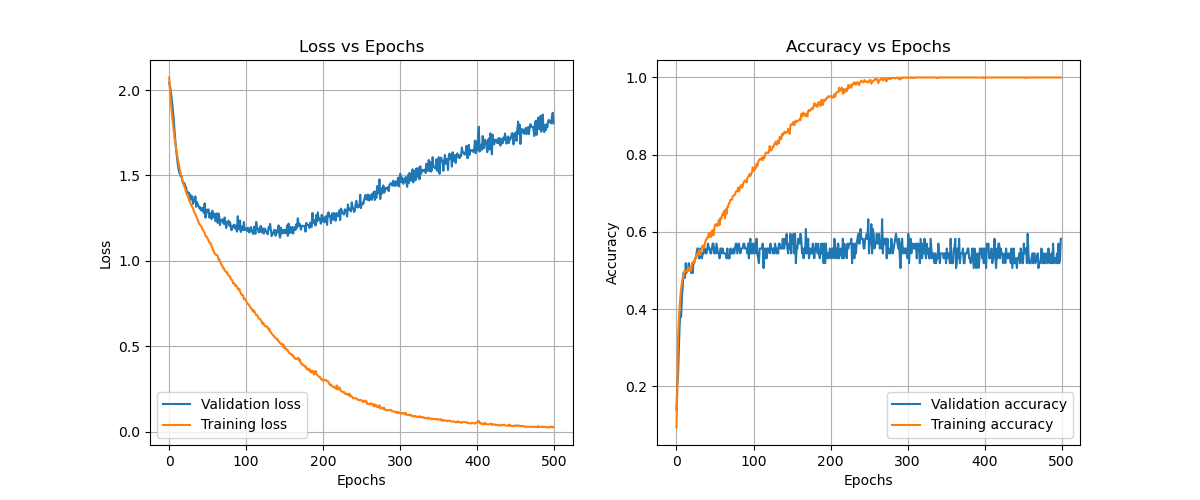 Loss vs Epochs
2.0
1.5
1.0
0.5
0.0
Loss
Validation loss
Training loss
0 100 200 300 400 500
Epochs
Accuracy vs Epochs
1.0
0.8
0.6
0.4
0.2
Accuracy
Validation accuracy
Training accuracy
0 100 200 300 400 500
Epochs